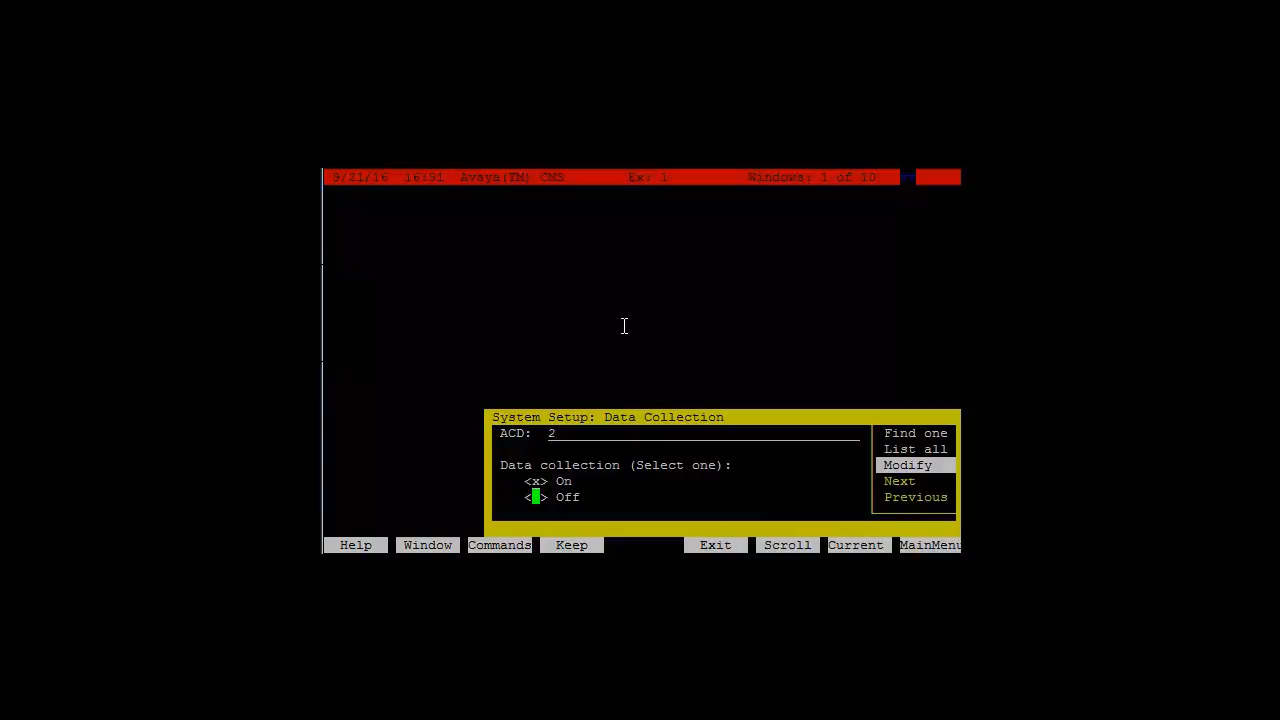 9/21/16 16:51 Avaya(TM) CMS Ex: 1 Windows: 1 of 10
System Setup: Data Collection
ACD: 2
Find one
List all
Data collection (Select one):
Modify
<x> On
Next
< > Off
Previous
Help Window Commands Keep Exit Scroll Current MainMenu